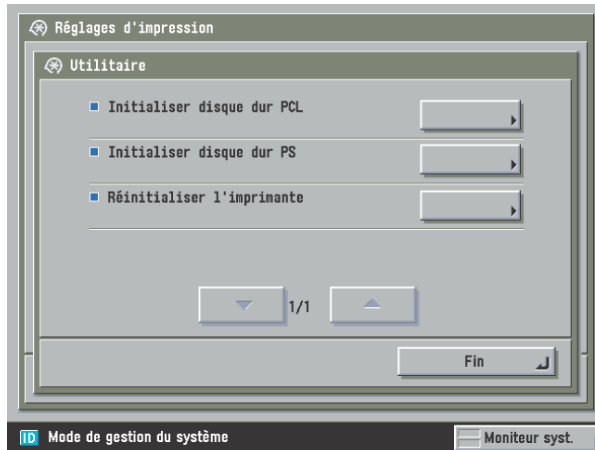 Réglages d'impression
Utilitaire
Initialiser disque dur PCL
Initialiser disque dur PS
Réinitialiser l'imprimante
1/1
Fin
ID Mode de gestion du système
Moniteur syst.